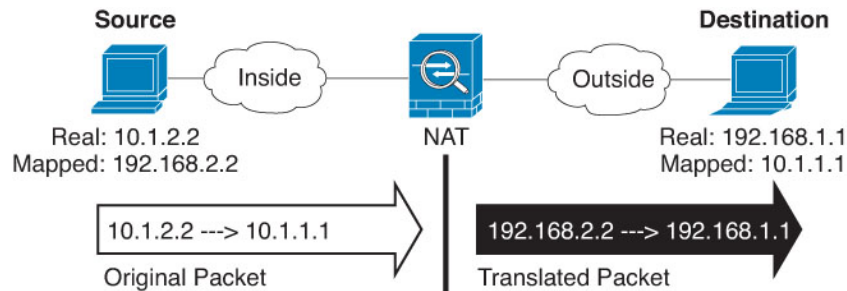 Source
Destination
Inside
Outside
Real: 10.1.2.2
Mapped: 192.168.2.2
NAT
Real: 192.168.1.1
Mapped: 10.1.1.1
10.1.2.2 ---> 10.1.1.1
192.168.2.2 ---> 192.168.1.1
Original Packet
Translated Packet